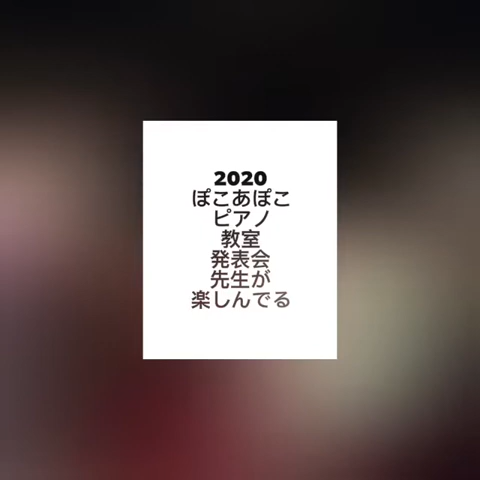 2020
ぽこあぽこ
ピアノ
教室
発表会
先生が
楽しんでる